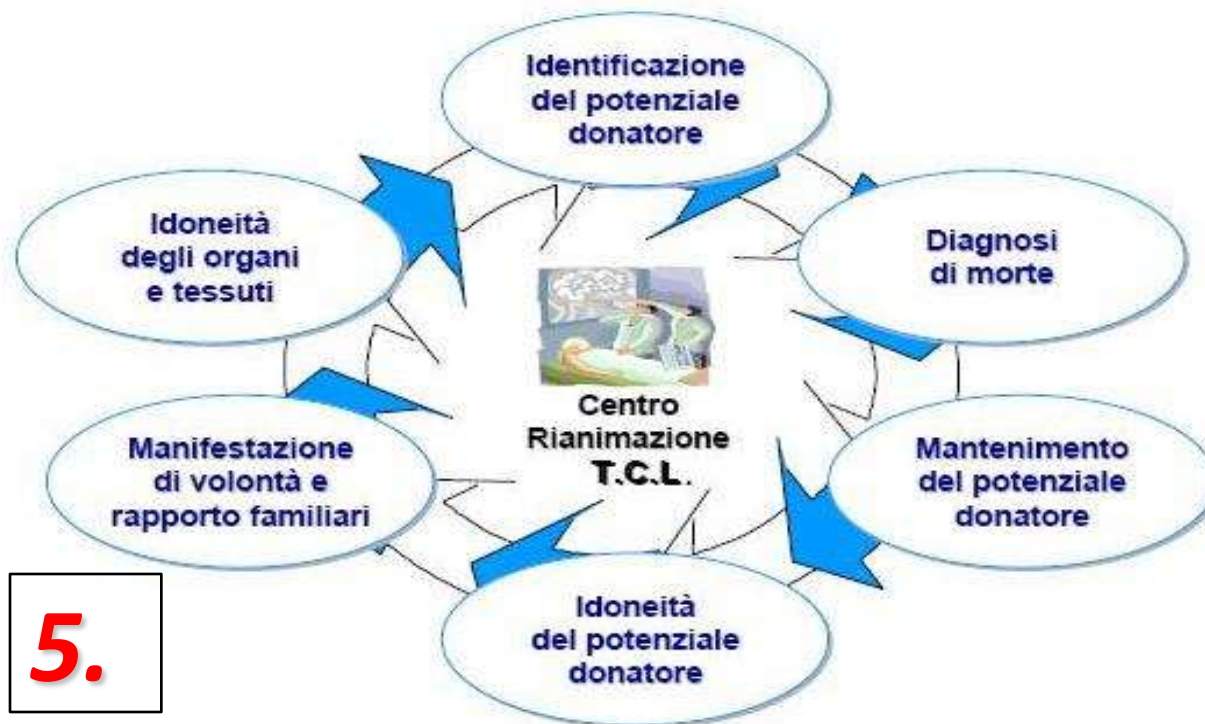 Identificazione
del potenziale
donatore
Diagnosi
di morte
Mantenimento
del potenziale
donatore
Idoneità
del potenziale
donatore
Manifestazione
di volontà e
rapporto familiari
Idoneità
degli organi
e tessuti
Centro
Rianimazione
T.C.L.
5.